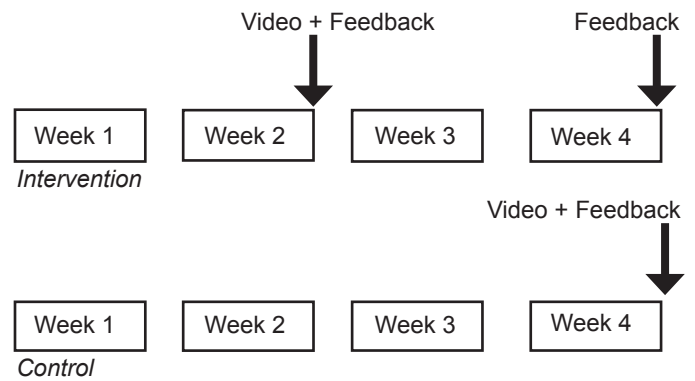 Video + Feedback Feedback
Week 1 Week 2 Week 3 Week 4
Intervention
Video + Feedback
Week 1 Week 2 Week 3 Week 4
Control